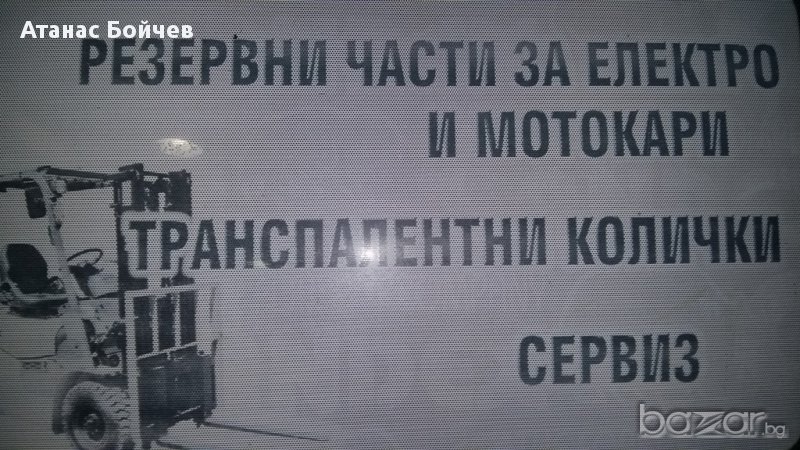 Атанас Бойчев
РЕЗЕРВНИ ЧАСТИ ЗА ЕЛЕКТРО
И МОТОКАРИ
ТРАНСПАЛЕНТНИ КОЛИЧКИ
СЕРВИЗ
bazar.bg